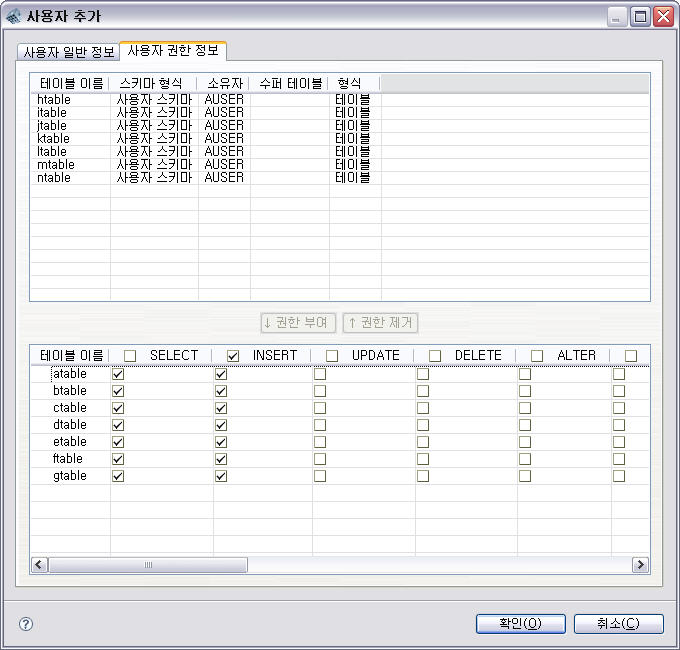 사용자 추가
사용자 일반 정보 사용자 권한 정보
테이블 이름 스키마 형식 소유자 수퍼 테이블 형식
htable 사용자 스키마 AUSER 테이블
itable 사용자 스키마 AUSER 테이블
jtable 사용자 스키마 AUSER 테이블
ktable 사용자 스키마 AUSER 테이블
ltable 사용자 스키마 AUSER 테이블
mtable 사용자 스키마 AUSER 테이블
ntable 사용자 스키마 AUSER 테이블
↓ 권한 부여 ↑ 권한 제거
테이블 이름 SELECT INSERT UPDATE DELETE ALTER
atable
btable
ctable
dtable
etable
ftable
gtable
확인(O) 취소(C)